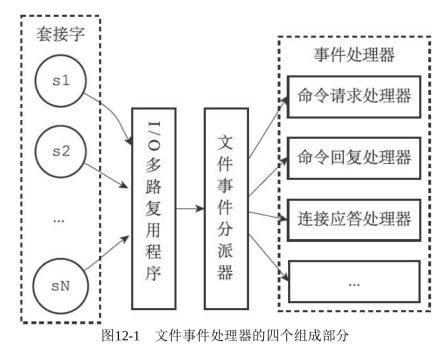 套接字
s1
s2
...
sN
I/O多路复用程序
文件事件分派器
事件处理器
命令请求处理器
命令回复处理器
连接应答处理器
...
图12-1 文件事件处理器的四个组成部分